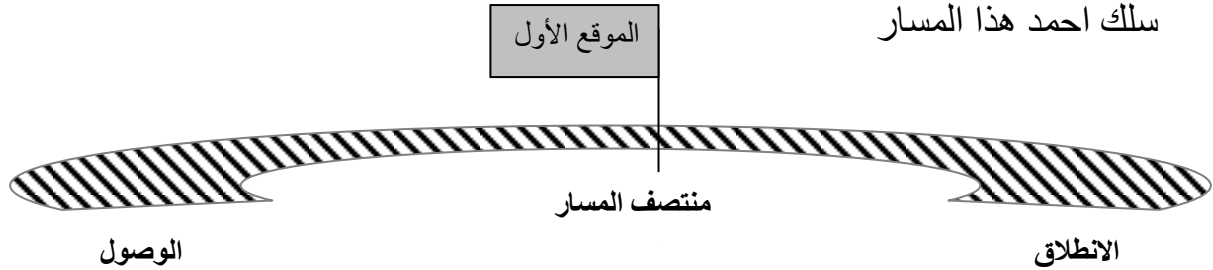 سلك احمد هذا المسار
الموقع الأول
منتصف المسار
الانطلاق
الوصول